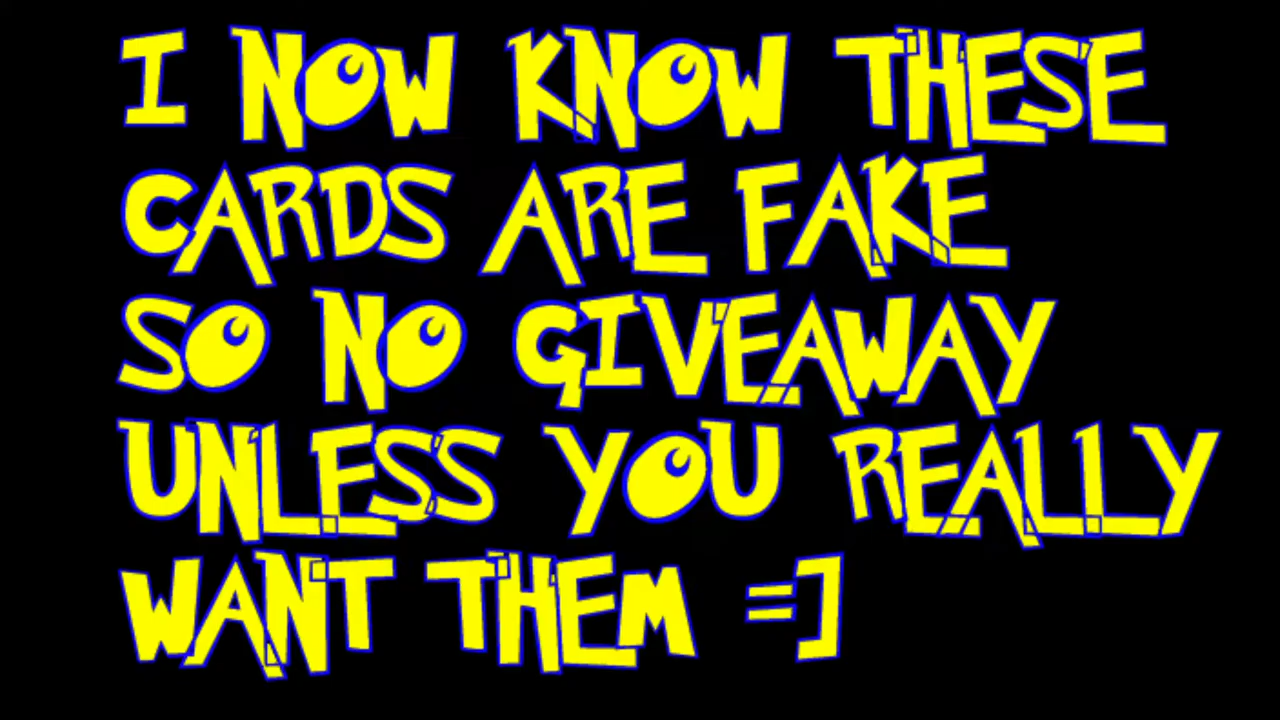 I NOW KNOW THESE
CARDS ARE FAKE
SO NO GIVEAWAY
UNLESS YOU REALLY
WANT THEM =]